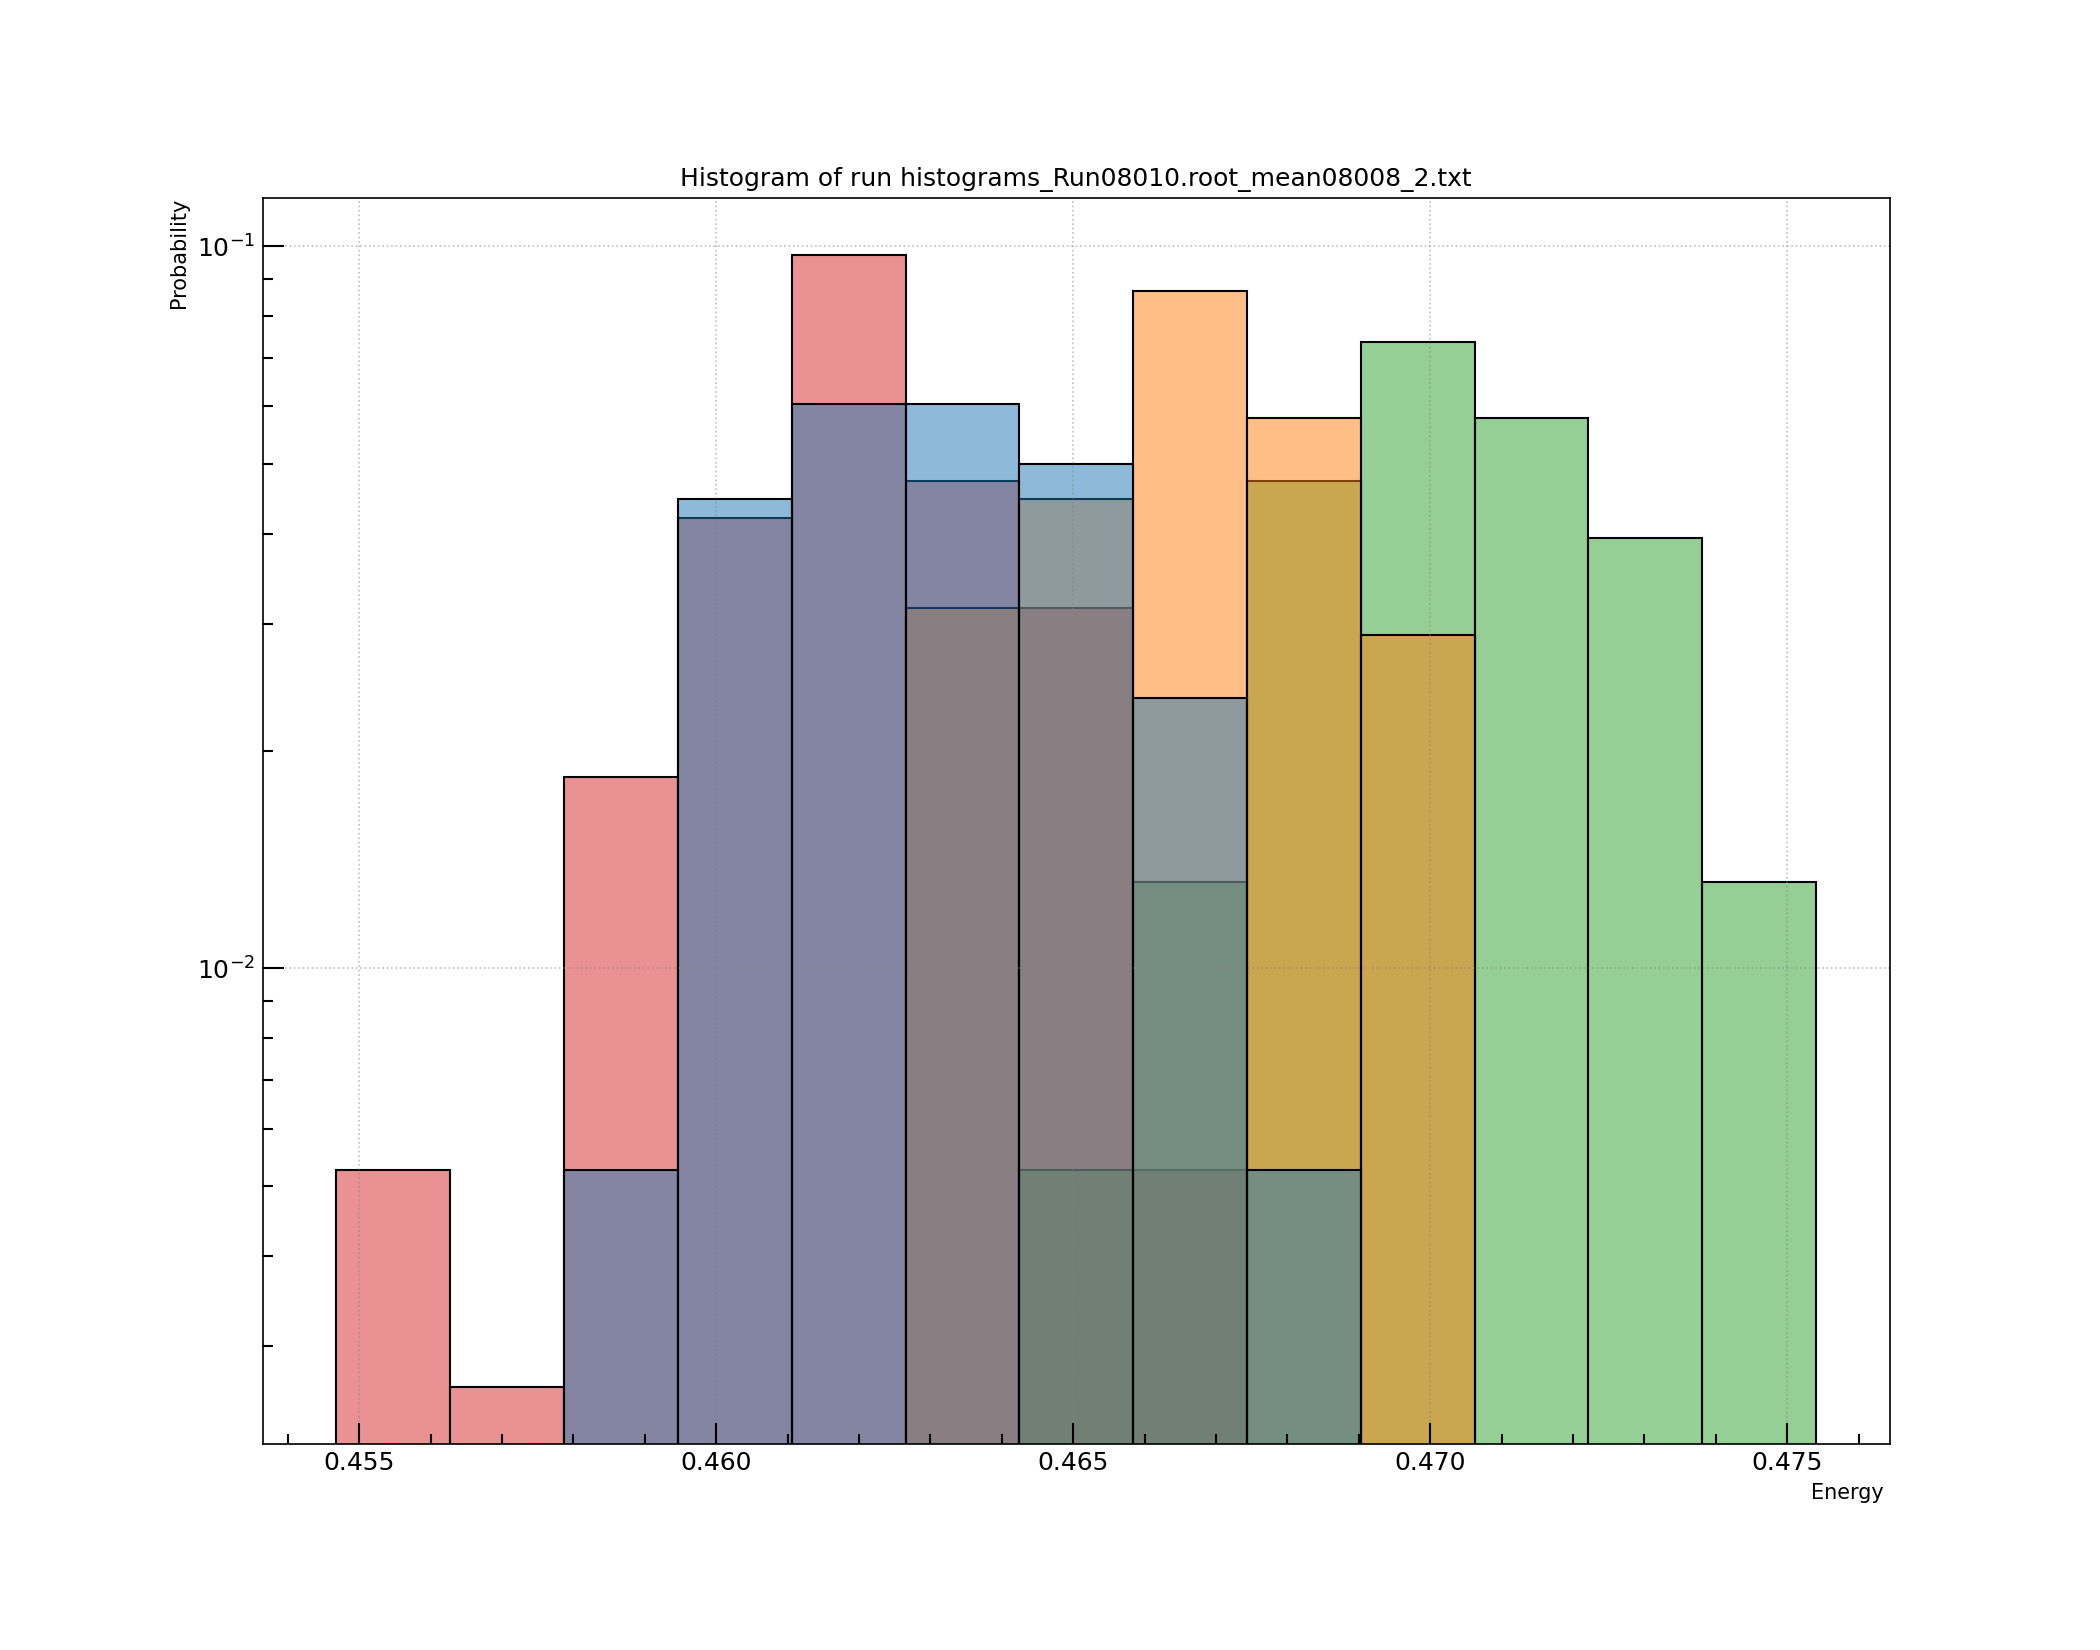 Histogram of run histograms_Run08010.root_mean08008_2.txt
Probability
10⁻¹
10⁻²
0.455 0.460 0.465 0.470 0.475
Energy